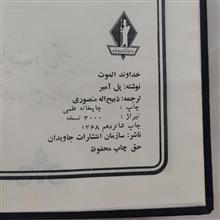 خداوند الموت
نوشته: پل آمیر
ترجمه: ذبیح‌اله منصوری
چاپ : چاپخانه علمی
تیراژ : ۳۰۰۰ نسخه
چاپ شانزدهم ۱۳۶۸
ناشر: سازمان انتشارات جاویدان
حق چاپ محفوظ